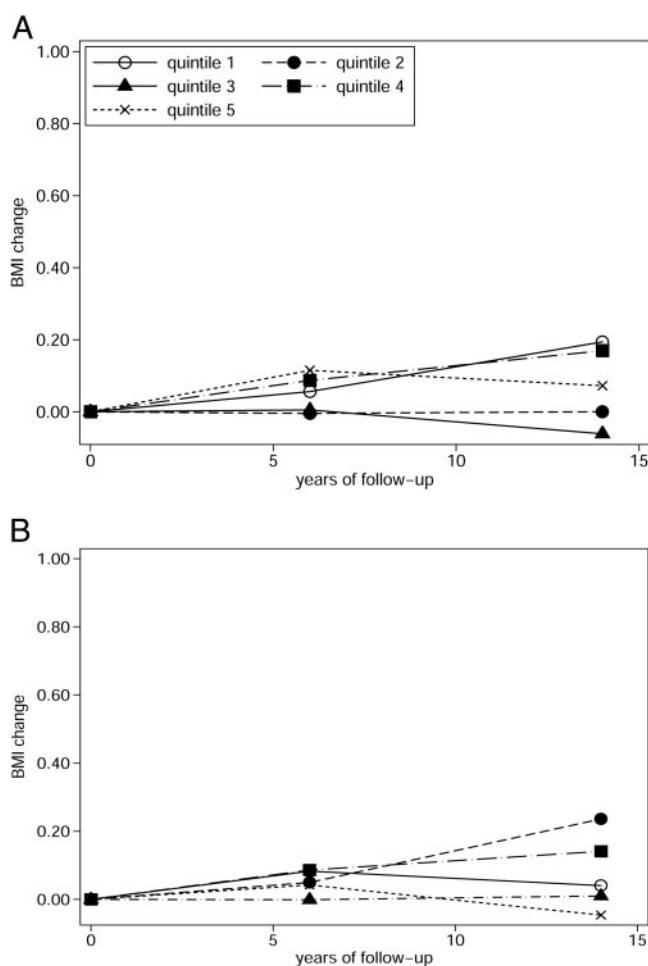 A
1.00
quintile 1 quintile 2
quintile 3 quintile 4
quintile 5
0.80
0.60
BMI change
0.40
0.20
0.00
0 5 10 15
years of follow-up
B
1.00
0.80
0.60
BMI change
0.40
0.20
0.00
0 5 10 15
years of follow-up